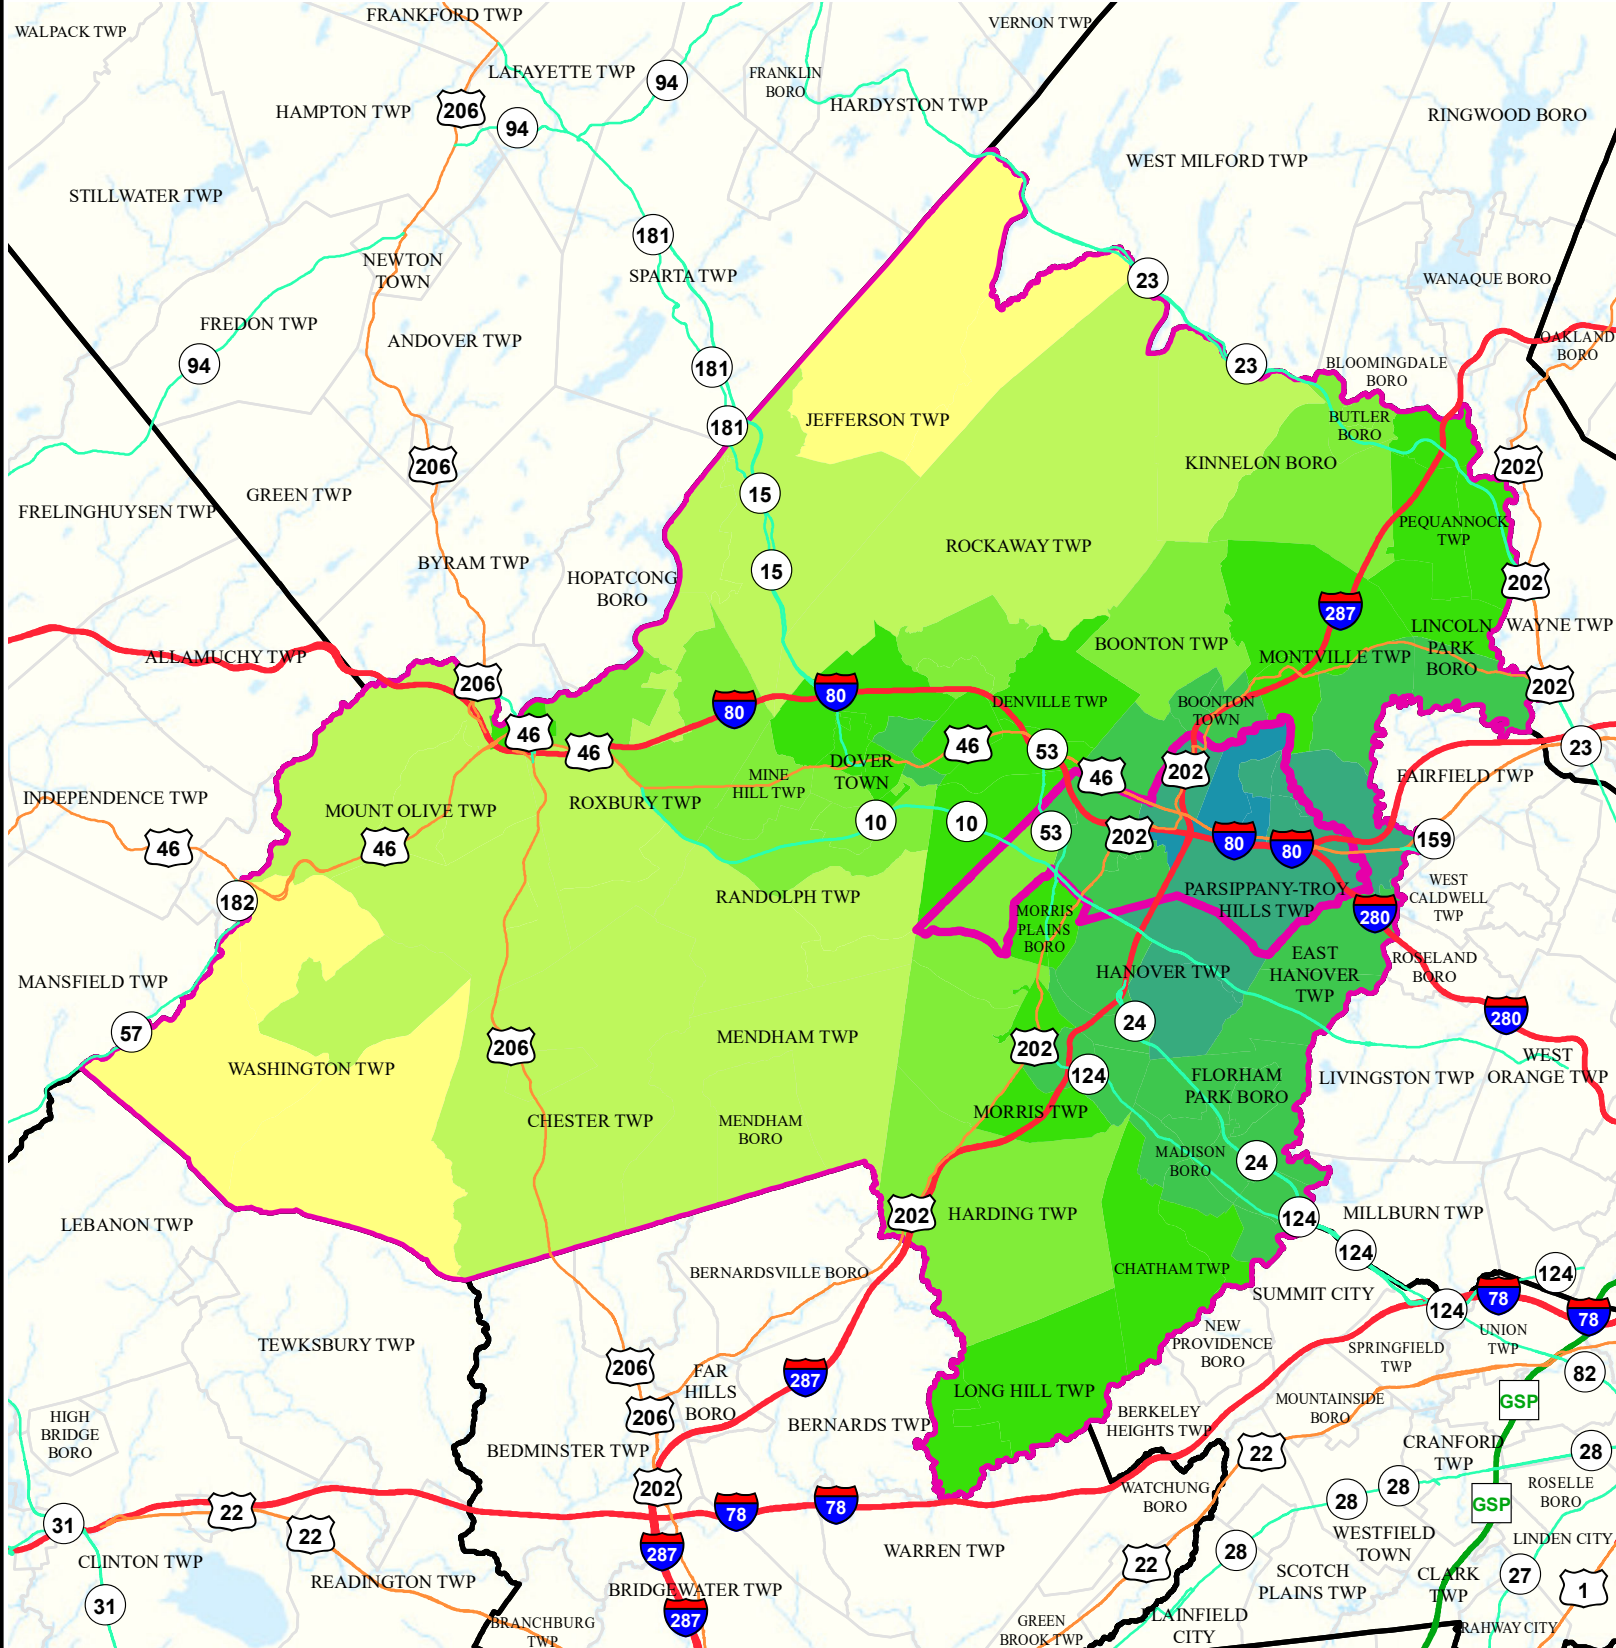 FRANKFORD TWP
VERNON TWP
WALPACK TWP
LAFAYETTE TWP
94
FRANKLIN
BORO
HAMPTON TWP
206
94
HARDYSTON TWP
RINGWOOD BORO
WEST MILFORD TWP
STILLWATER TWP
181
NEWTON
TOWN
SPARTA TWP
23
WANAQUE BORO
FREDON TWP
ANDOVER TWP
94
181
23
BLOOMINGDALE
BORO
OAKLAND
BORO
181
JEFFERSON TWP
BUTLER
BORO
206
KINNELON BORO
202
GREEN TWP
15
FRELINGHUYSEN TWP
PEQUANNOCK
TWP
ROCKAWAY TWP
BYRAM TWP
15
HOPATCONG
BORO
202
287
LINCOLN
PARK
BORO
WAYNE TWP
BOONTON TWP
MONTVILLE TWP
ALLAMUCHY TWP
206
80
80
DENVILLE TWP
BOONTON
TOWN
202
46
46
46
53
23
DOVER
TOWN
MINE
HILL TWP
46
202
FAIRFIELD TWP
INDEPENDENCE TWP
MOUNT OLIVE TWP
ROXBURY TWP
46
46
10
10
53
202
80
80
159
182
RANDOLPH TWP
PARSIPPANY-TROY
HILLS TWP
WEST
CALDWELL
TWP
280
MORRIS
PLAINS
BORO
MANSFIELD TWP
HANOVER TWP
EAST
HANOVER
TWP
ROSELAND
BORO
57
MENDHAM TWP
24
280
206
202
WASHINGTON TWP
124
FLORHAM
PARK BORO
LIVINGSTON TWP
WEST
ORANGE TWP
CHESTER TWP
MENDHAM
BORO
MORRIS TWP
MADISON
BORO
24
LEBANON TWP
202
HARDING TWP
124
MILLBURN TWP
124
BERNARDSVILLE BORO
CHATHAM TWP
124
SUMMIT CITY
78
124
78
TEWKSBURY TWP
NEW
PROVIDENCE
BORO
UNION
TWP
SPRINGFIELD
TWP
206
287
FAR
HILLS
BORO
82
LONG HILL TWP
GSP
206
MOUNTAINSIDE
BORO
HIGH
BRIDGE
BORO
BERNARDS TWP
BERKELEY
HEIGHTS TWP
BEDMINSTER TWP
22
CRANFORD
TWP
28
202
WATCHUNG
BORO
28
28
ROSELLE
BORO
GSP
78
78
22
31
22
WESTFIELD
TOWN
LINDEN CITY
287
WARREN TWP
28
CLINTON TWP
22
READINGTON TWP
BRIDGEWATER TWP
SCOTCH
PLAINS TWP
CLARK
TWP
27
1
31
287
BRANCHBURG
TWP
GREEN
BROOK TWP
LAINFIELD
CITY
RAHWAY CITY